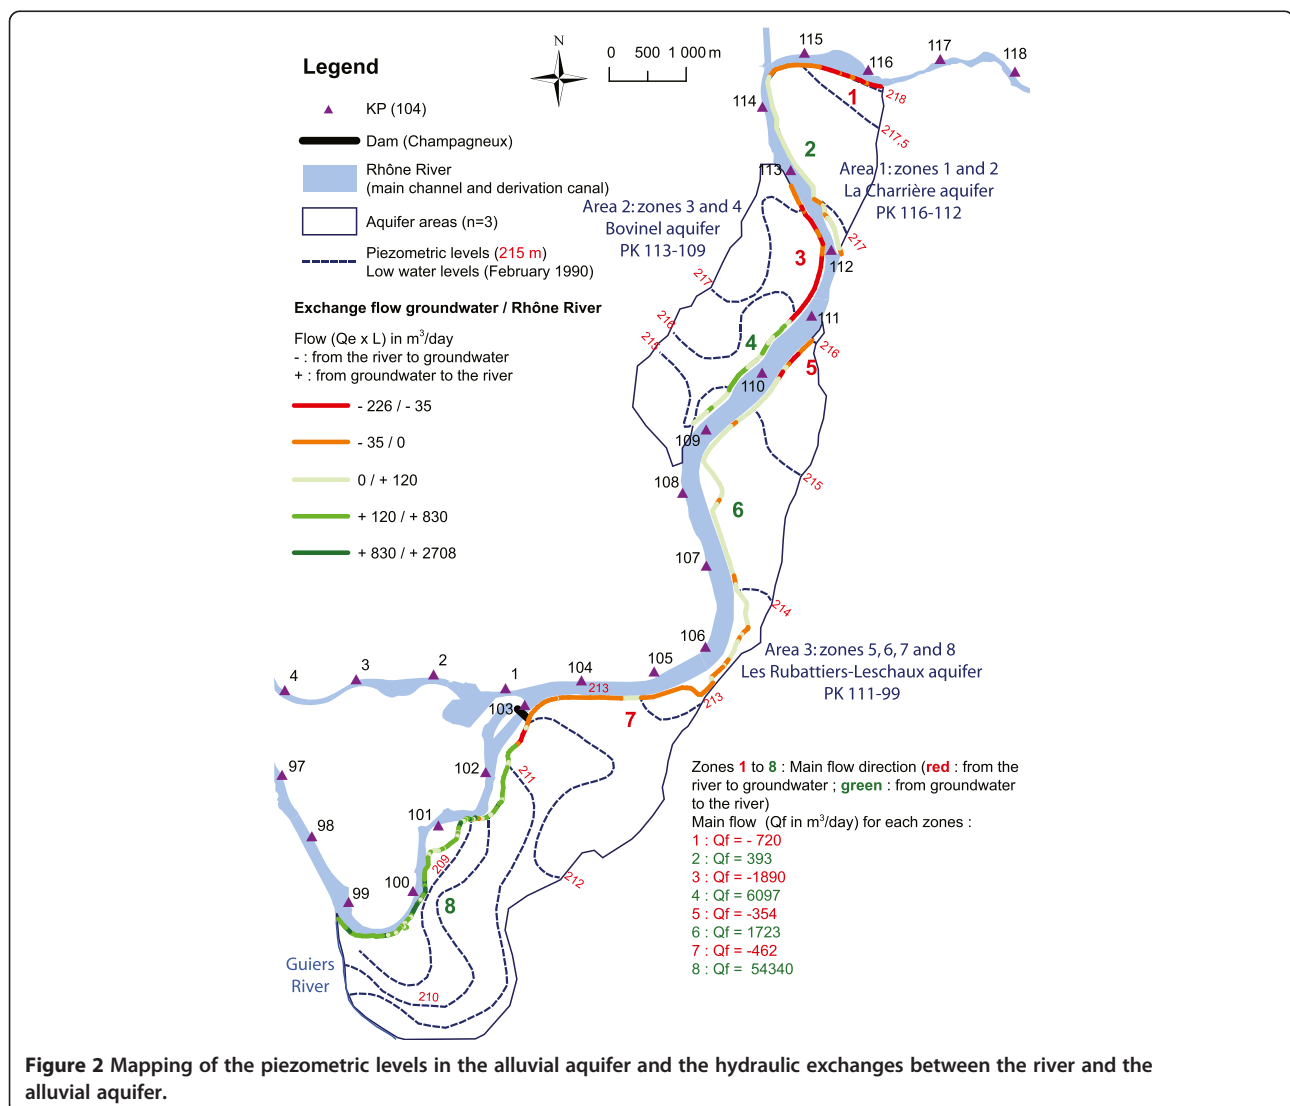 Legend
KP (104)
Dam (Champagneux)
Rhône River
(main channel and derivation canal)
Aquifer areas (n=3)
Piezometric levels (215 m)
Low water levels (February 1990)
Exchange flow groundwater / Rhône River
Flow (Qe x L) in m³/day
- : from the river to groundwater
+ : from groundwater to the river
- 226 / - 35
- 35 / 0
0 / + 120
+ 120 / + 830
+ 830 / + 2708
N
0 500 1 000 m
115
116
117
118
114
1
218
217,5
2
113
Area 1: zones 1 and 2
La Charrière aquifer
PK 116-112
Area 2: zones 3 and 4
Bovinel aquifer
PK 113-109
217
3
112
217
216
215
111
4
216
5
110
109
108
215
6
107
214
106
Area 3: zones 5, 6, 7 and 8
Les Rubattiers-Leschaux aquifer
PK 111-99
4
3
2
1
104
105
213
213
103
7
102
211
97
101
98
209
212
100
99
8
Guiers
River
210
Zones 1 to 8 : Main flow direction (red : from the
river to groundwater ; green : from groundwater
to the river)
Main flow (Qf in m³/day) for each zones :
1 : Qf = - 720
2 : Qf = 393
3 : Qf = -1890
4 : Qf = 6097
5 : Qf = -354
6 : Qf = 1723
7 : Qf = -462
8 : Qf = 54340
Figure 2 Mapping of the piezometric levels in the alluvial aquifer and the hydraulic exchanges between the river and the
alluvial aquifer.